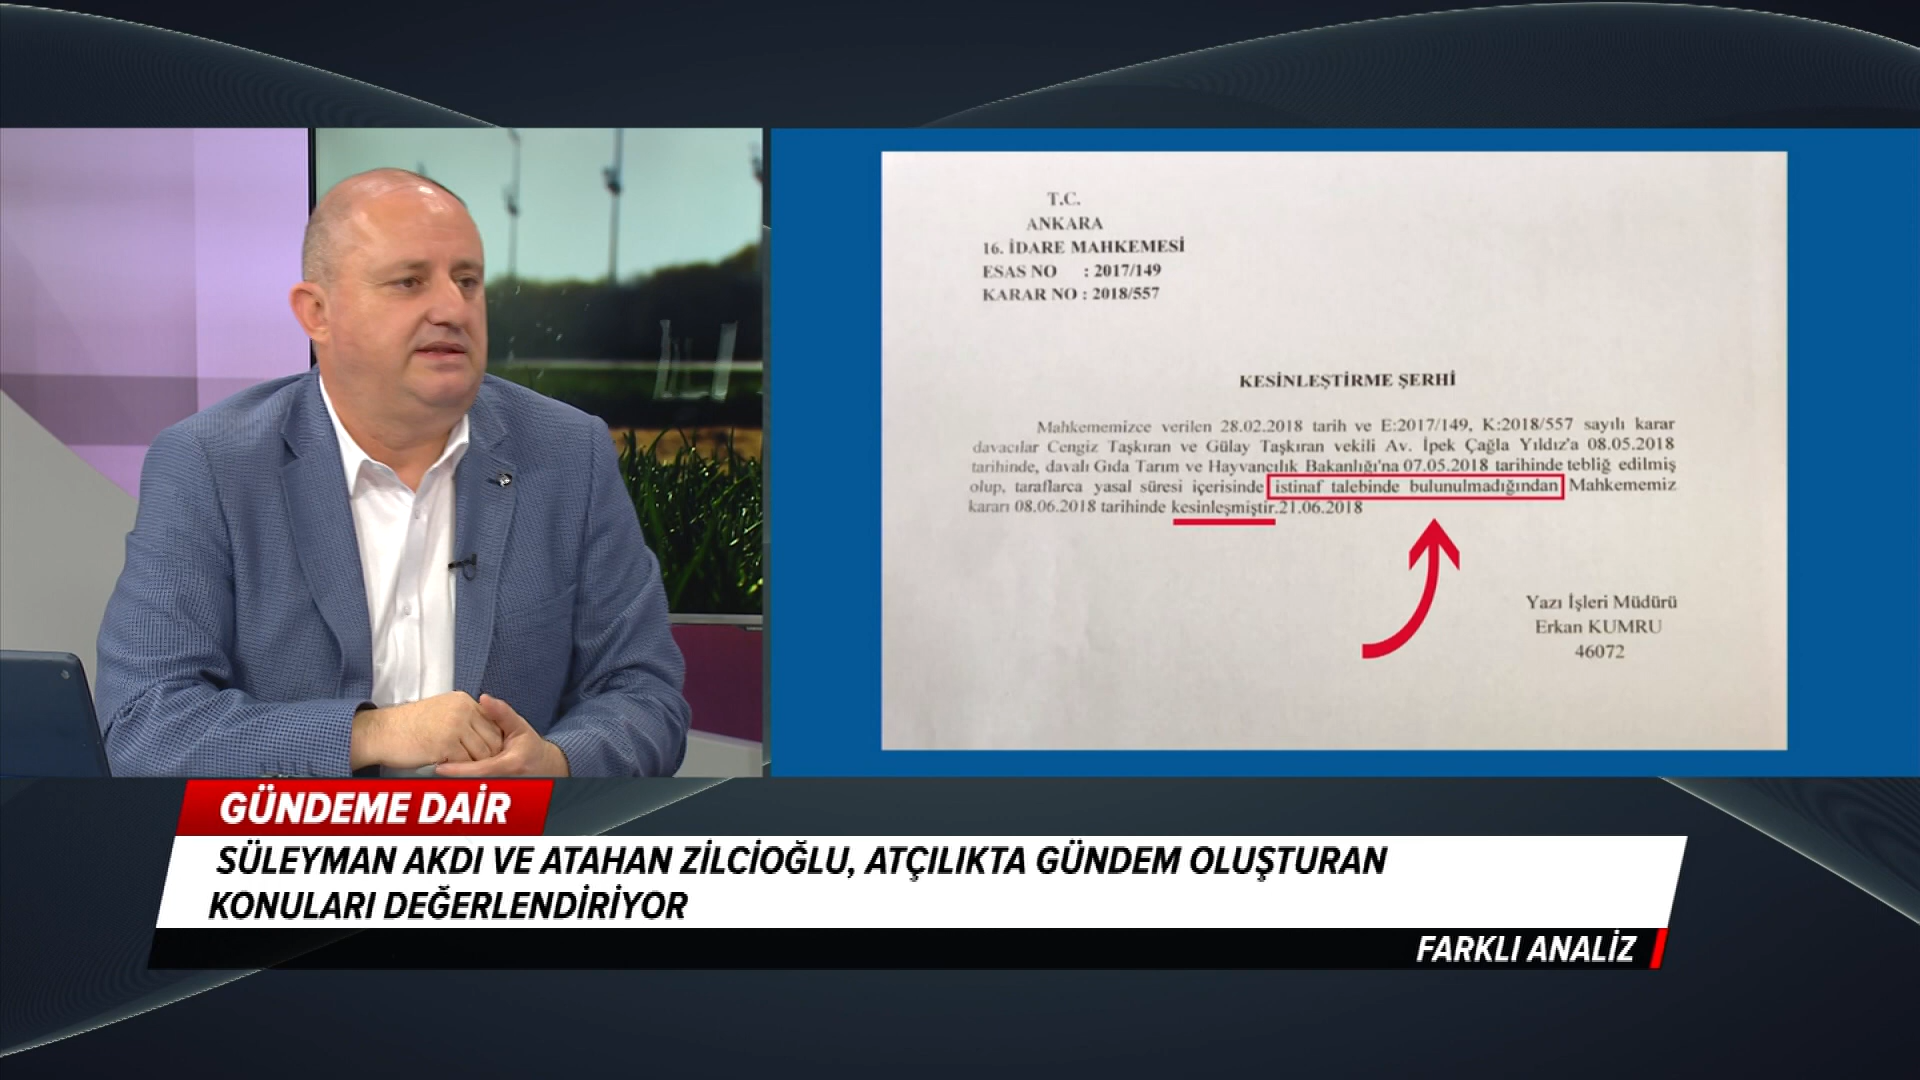 T.C.
ANKARA
16. İDARE MAHKEMESİ
ESAS NO : 2017/149
KARAR NO : 2018/557
KESİNLEŞTİRME ŞERHİ
Mahkememizce verilen 28.02.2018 tarih ve E:2017/149, K:2018/557 sayılı karar
davacılar Cengiz Taşkıran ve Gülay Taşkıran vekili Av. İpek Çağla Yıldız'a 08.05.2018
tarihinde, davalı Gıda Tarım ve Hayvancılık Bakanlığı'na 07.05.2018 tarihinde tebliğ edilmiş
olup, taraflarca yasal süresi içerisinde istinaf talebinde bulunulmadığından Mahkememiz
kararı 08.06.2018 tarihinde kesinleşmiştir.21.06.2018
Yazı İşleri Müdürü
Erkan KUMRU
46072
GÜNDEME DAİR
SÜLEYMAN AKDI VE ATAHAN ZİLCİOĞLU, ATÇILIKTA GÜNDEM OLUŞTURAN
KONULARI DEĞERLENDİRİYOR
FARKLI ANALİZ